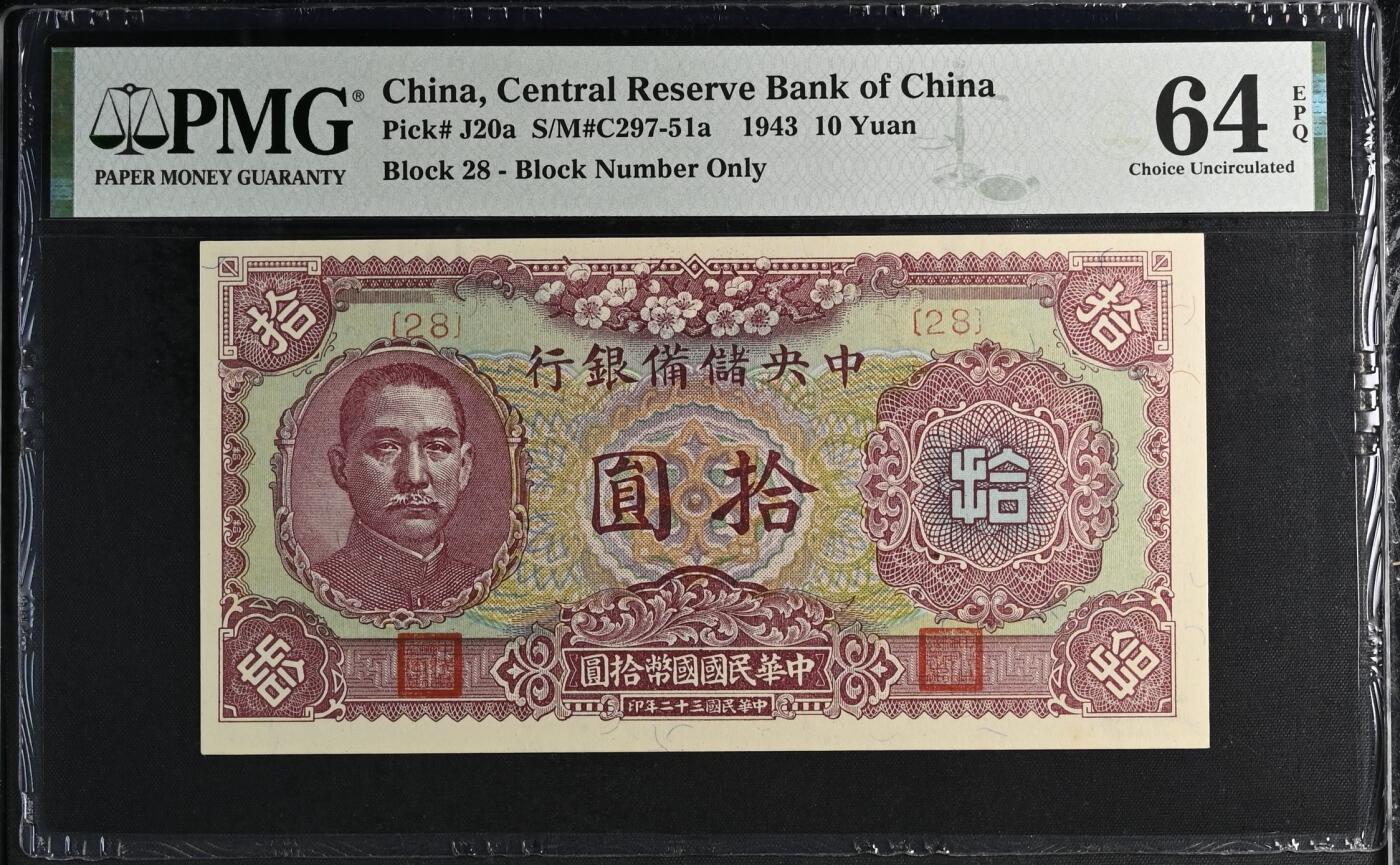 PMG®
PAPER MONEY GUARANTY
China, Central Reserve Bank of China
Pick# J20a S/M#C297-51a 1943 10 Yuan
Block 28 - Block Number Only
64
EPQ
Choice Uncirculated
拾
拾
[28]
[28]
行銀備儲央中
圓拾
拾
圓拾幣國國民華中
印年二十三國民華中
拾
拾